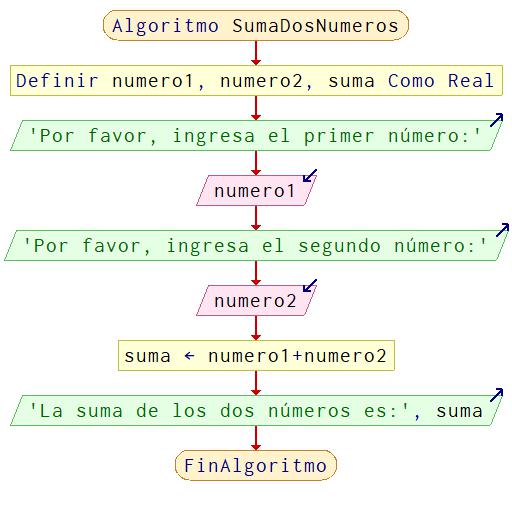 Algoritmo SumaDosNumeros
Definir numero1, numero2, suma Como Real
'Por favor, ingresa el primer número:'
numero1
'Por favor, ingresa el segundo número:'
numero2
suma ← numero1+numero2
'La suma de los dos números es:', suma
FinAlgoritmo